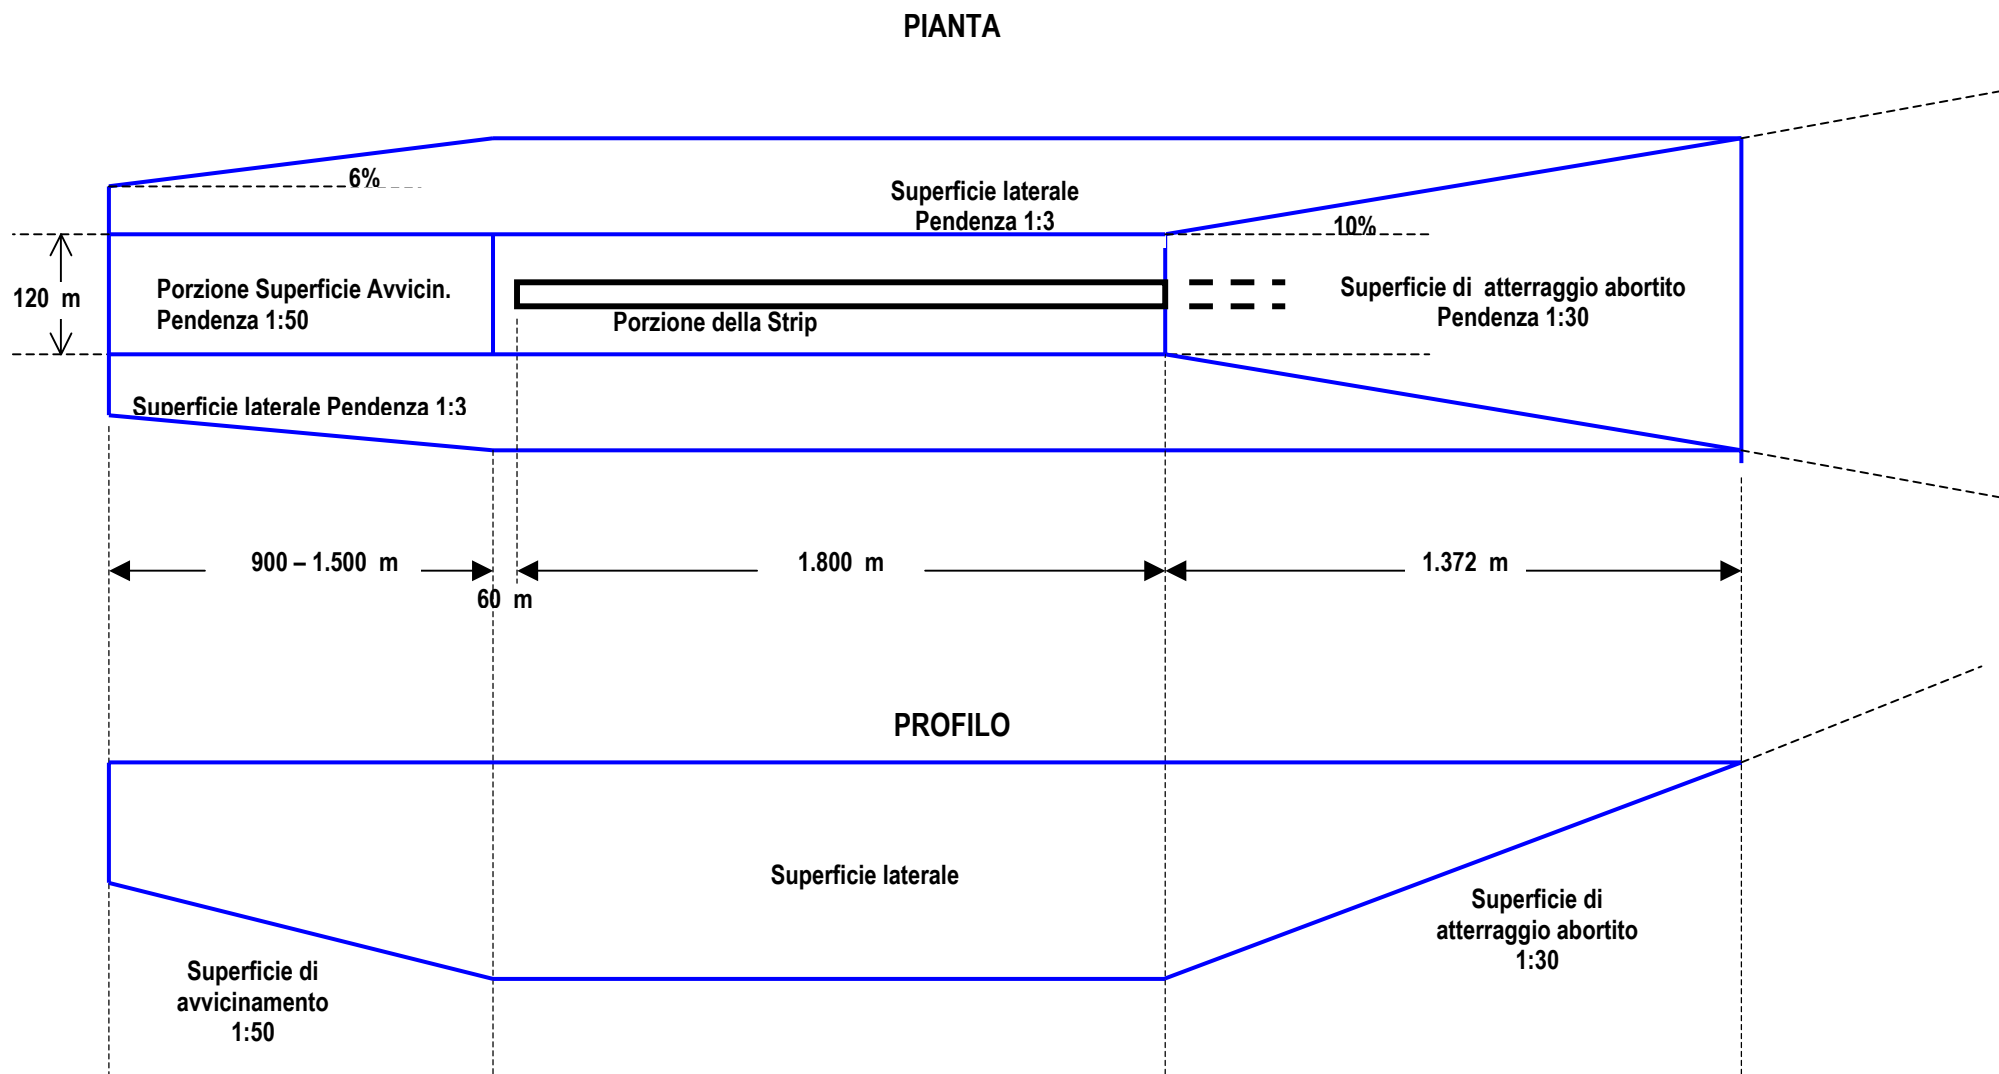 PIANTA
6%
Superficie laterale
Pendenza 1:3
10%
120 m
Porzione Superficie Avvicin.
Pendenza 1:50
Porzione della Strip
Superficie di atterraggio abortito
Pendenza 1:30
Superficie laterale Pendenza 1:3
900 – 1.500 m
1.800 m
1.372 m
60 m
PROFILO
Superficie laterale
Superficie di
atterraggio abortito
1:30
Superficie di
avvicinamento
1:50